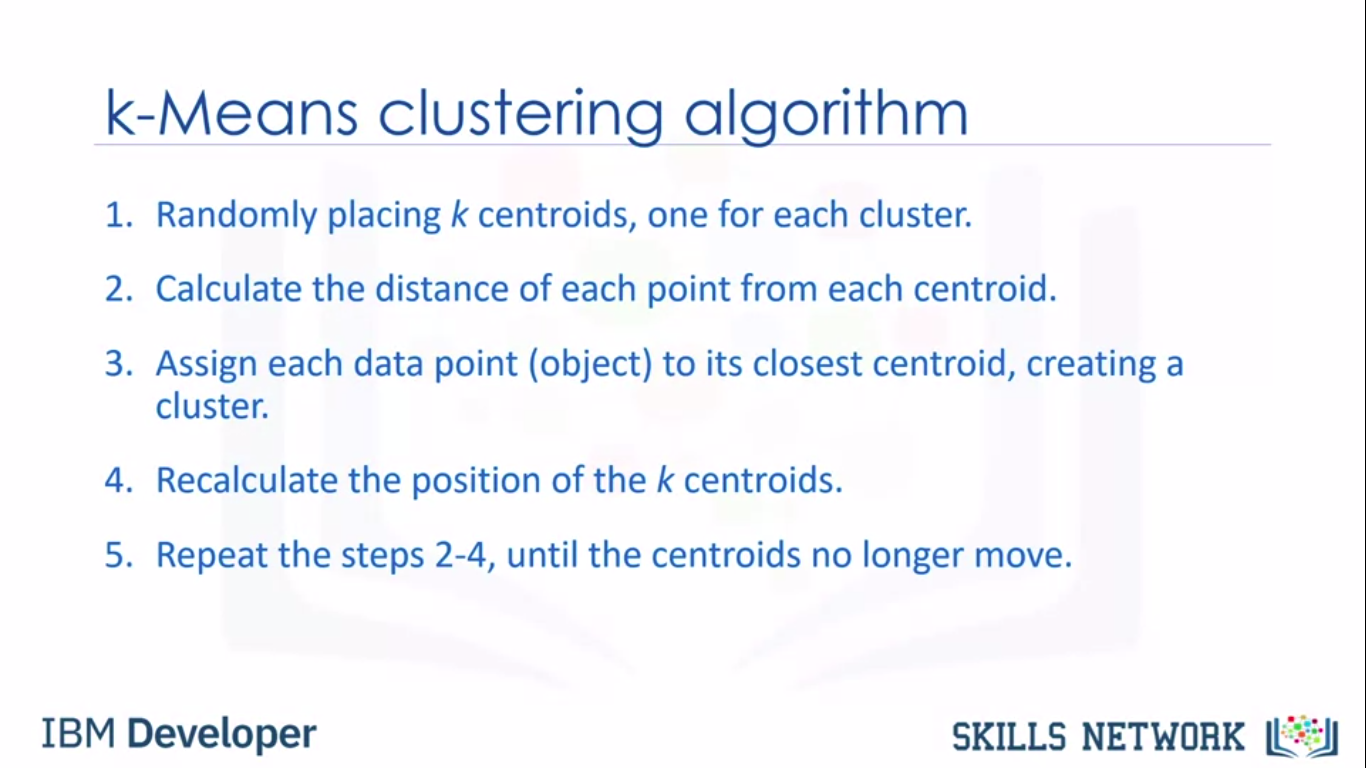 k-Means clustering algorithm
1. Randomly placing k centroids, one for each cluster.
2. Calculate the distance of each point from each centroid.
3. Assign each data point (object) to its closest centroid, creating a
cluster.
4. Recalculate the position of the k centroids.
5. Repeat the steps 2-4, until the centroids no longer move.
IBM Developer
SKILLS NETWORK